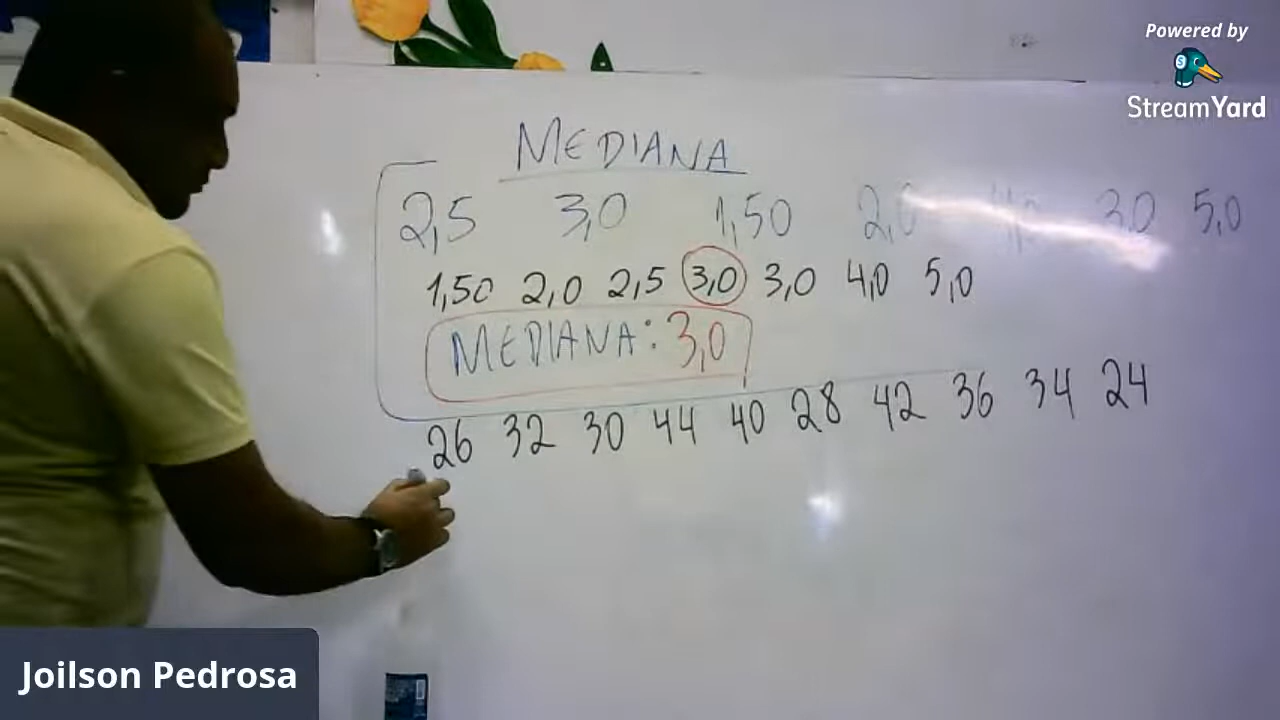 Powered by
StreamYard
MEDIANA
2,5 3,0 1,50 2,0 4,0 3,0 5,0
1,50 2,0 2,5 3,0 3,0 4,0 5,0
MEDIANA: 3,0
26 32 30 44 40 28 42 36 34 24
Joilson Pedrosa